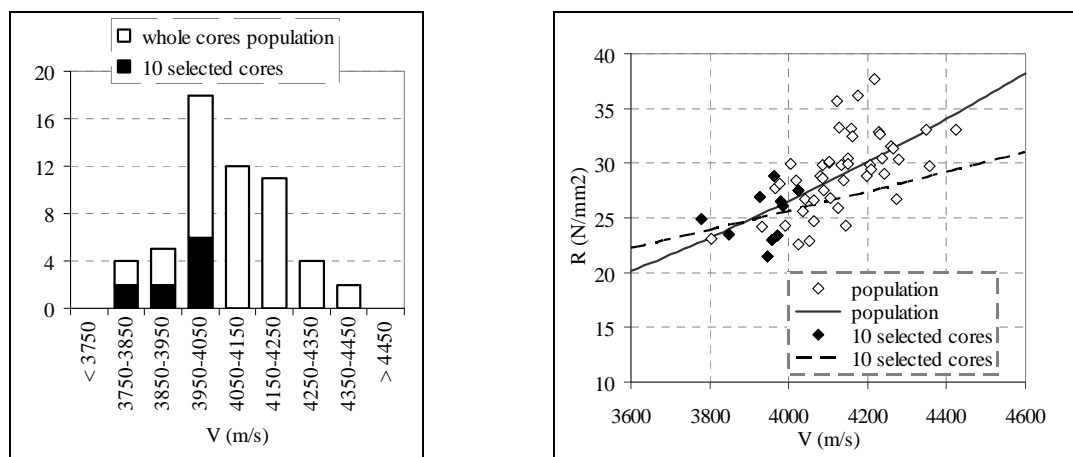 whole cores population
10 selected cores
20
16
12
8
4
0
< 3750
3750-3850
3850-3950
3950-4050
4050-4150
4150-4250
4250-4350
4350-4450
> 4450
V (m/s)
40
35
30
25
20
15
10
R (N/mm2)
population
population
10 selected cores
10 selected cores
3600 3800 4000 4200 4400 4600
V (m/s)